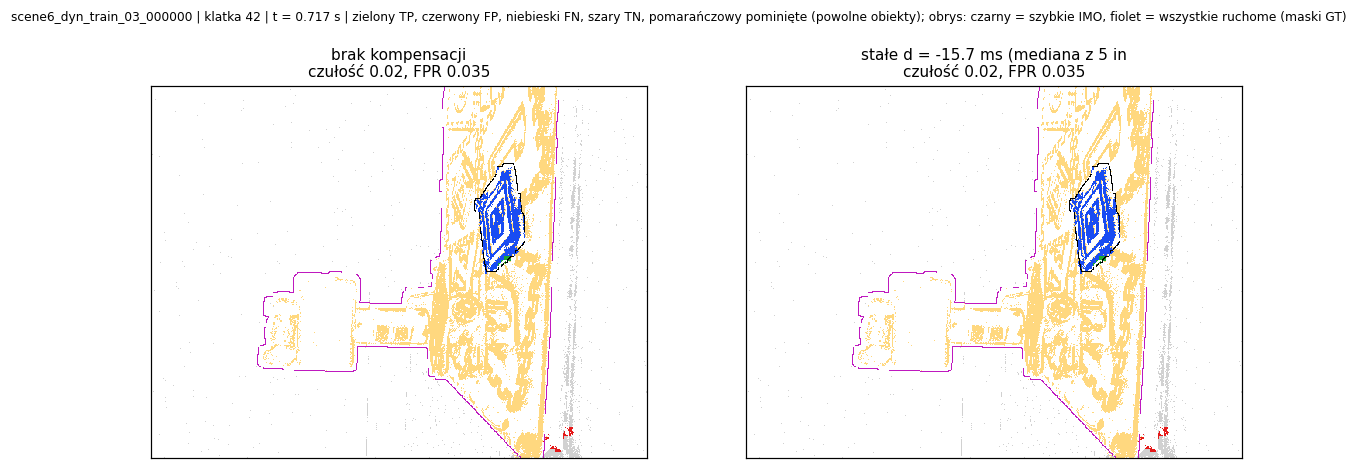 scene6_dyn_train_03_000000 | klatka 42 | t = 0.717 s | zielony TP, czerwony FP, niebieski FN, szary TN, pomarańczowy pominięte (powolne obiekty); obrys: czarny = szybkie IMO, fiolet = wszystkie ruchome (maski GT)
brak kompensacji
czułość 0.02, FPR 0.035
stałe d = -15.7 ms (mediana z 5 in
czułość 0.02, FPR 0.035